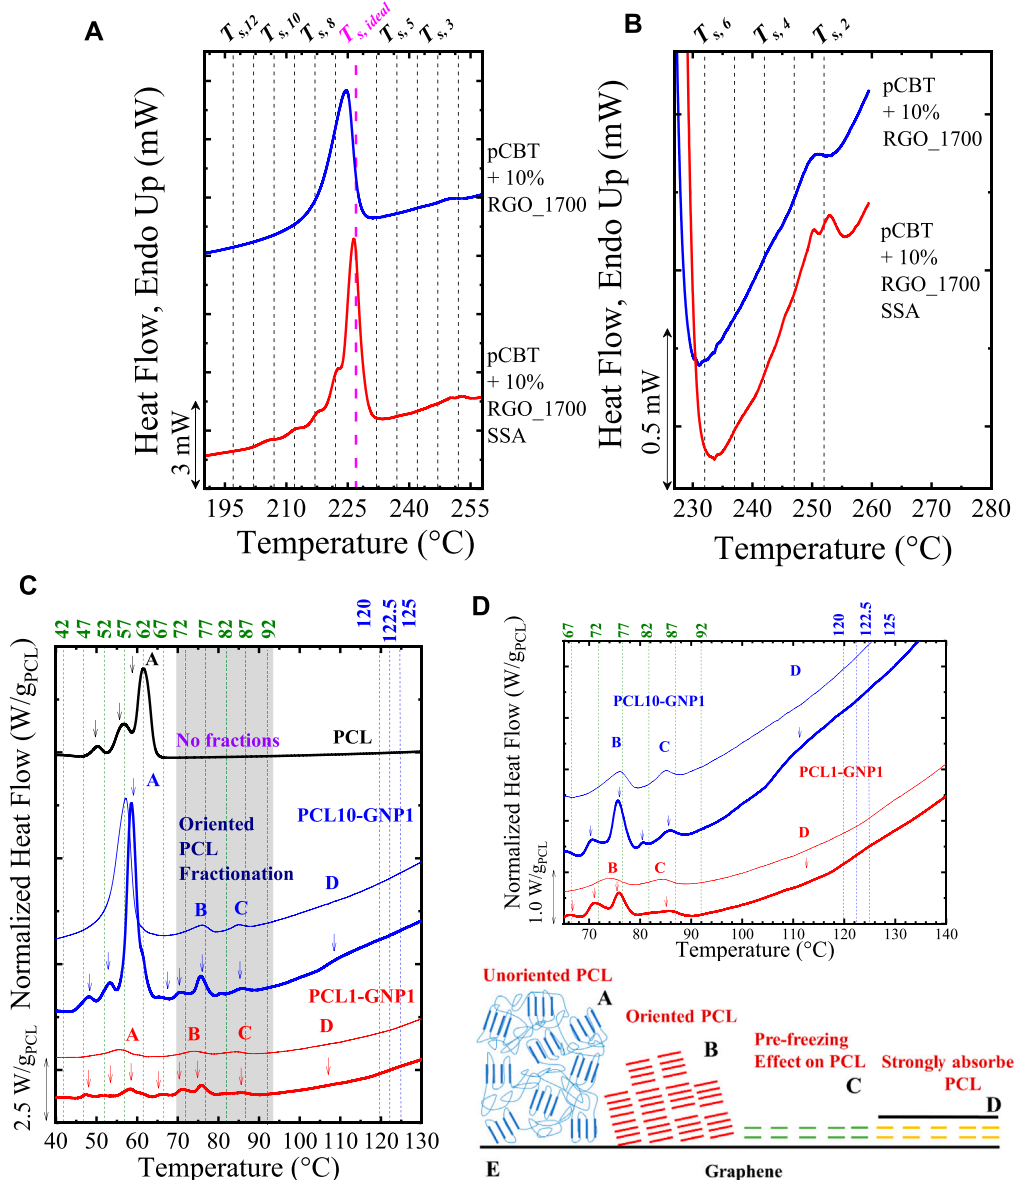 A
T s,12 T s,10 T s,8 T s,ideal T s,5 T s,3
Heat Flow, Endo Up (mW)
3 mW
pCBT
+ 10%
RGO_1700
pCBT
+ 10%
RGO_1700
SSA
195 210 225 240 255
Temperature (°C)
B
T s,6 T s,4 T s,2
Heat Flow, Endo Up (mW)
0.5 mW
pCBT
+ 10%
RGO_1700
pCBT
+ 10%
RGO_1700
SSA
230 240 250 260 270 280
Temperature (°C)
C
42 47 52 57 62 67 72 77 82 87 92 120 122.5 125
Normalized Heat Flow (W/gPCL)
2.5 W/gPCL
A
No fractions
PCL
A
Oriented
PCL
Fractionation
PCL10-GNP1
D
B C
PCL1-GNP1
A B C D
40 50 60 70 80 90 100 110 120 130
Temperature (°C)
D
67 72 77 82 87 92 120 122.5 125
Normalized Heat Flow (W/gPCL)
1.0 W/gPCL
D
PCL10-GNP1
B C
PCL1-GNP1
D
B C
70 80 90 100 110 120 130 140
Temperature (°C)
Unoriented PCL
A
Oriented PCL
B
Pre-freezing
Effect on PCL
C
Strongly absorbe
PCL
D
E
Graphene